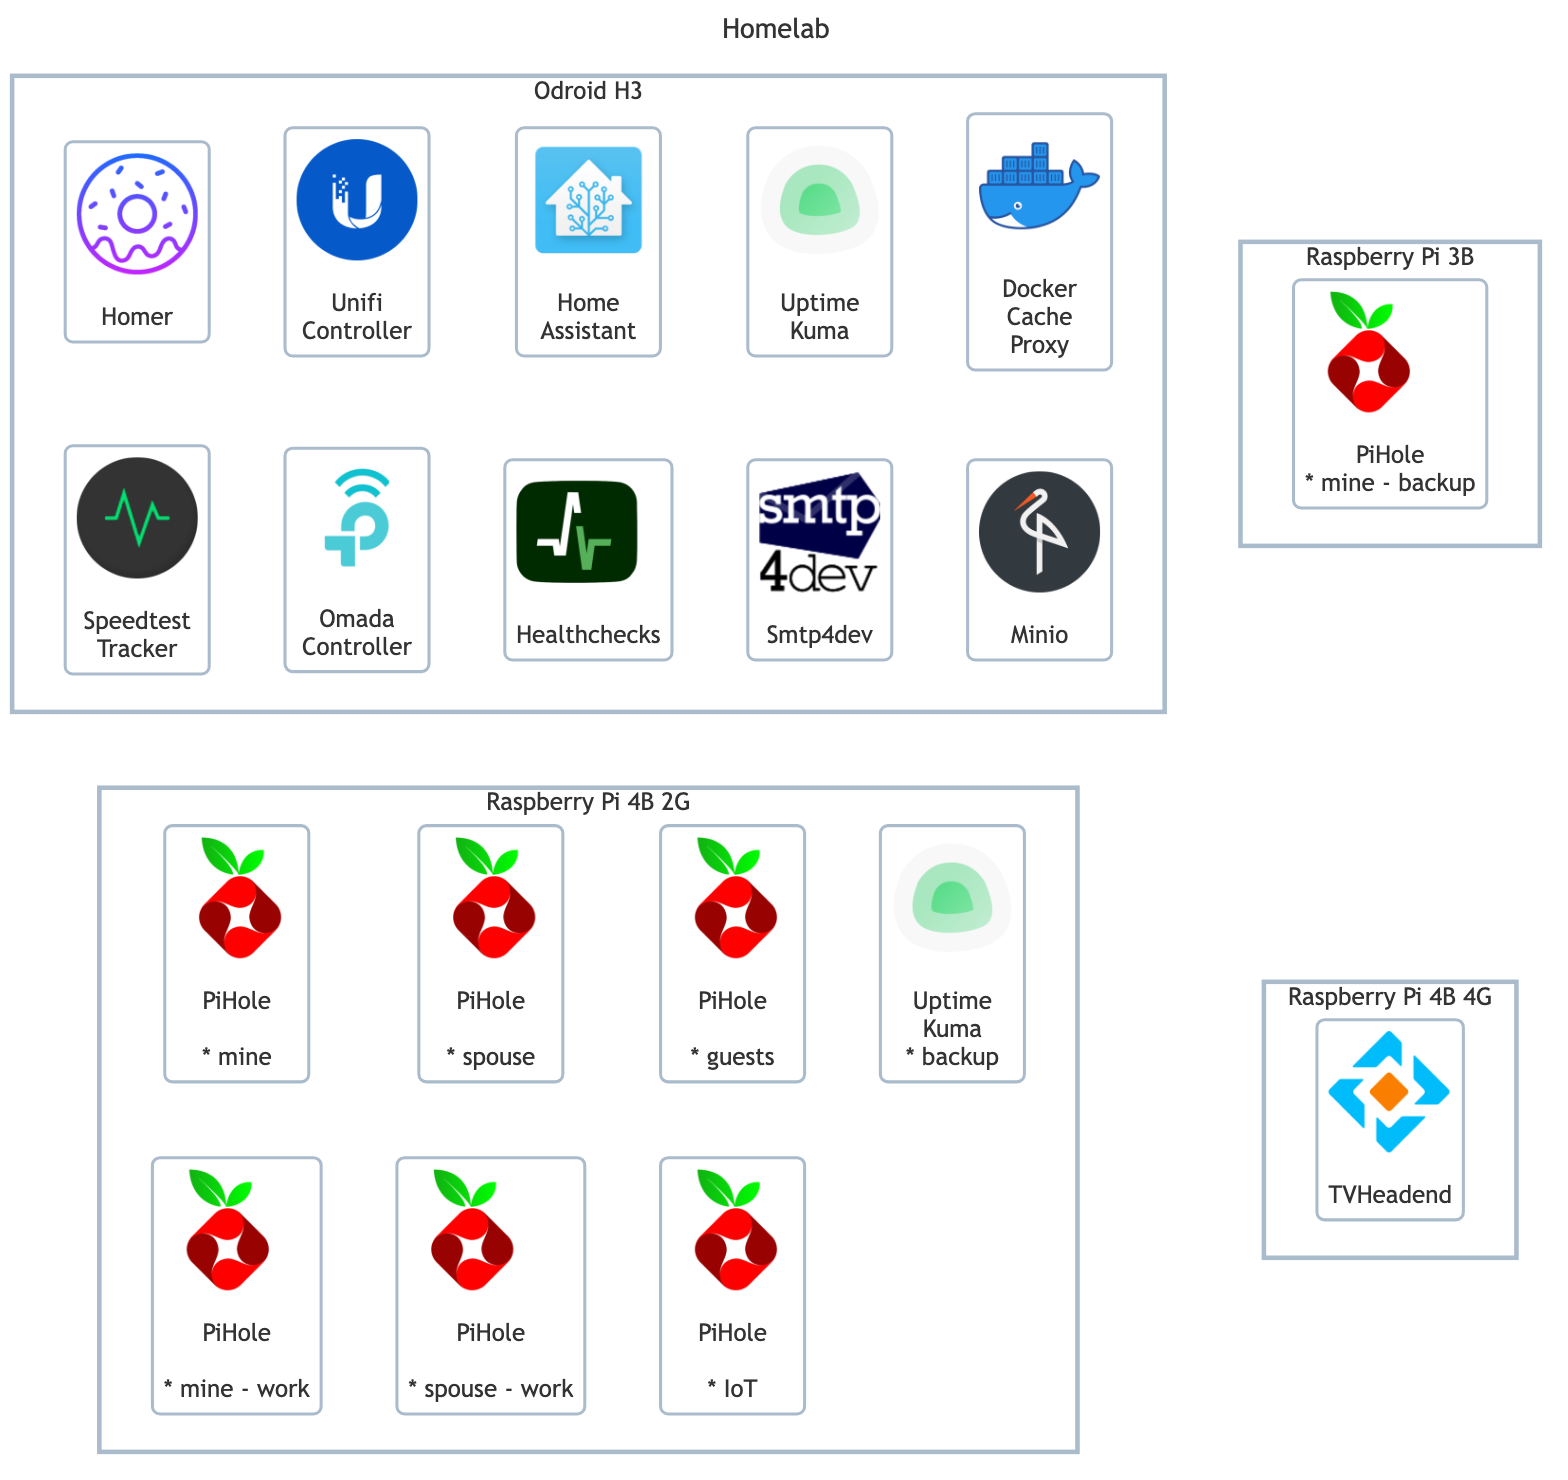 Homelab
Odroid H3
Homer
Unifi
Controller
Home
Assistant
Uptime
Kuma
Docker
Cache
Proxy
Speedtest
Tracker
Omada
Controller
Healthchecks
smtp
4dev
Smtp4dev
Minio
Raspberry Pi 3B
PiHole
* mine - backup
Raspberry Pi 4B 2G
PiHole
* mine
PiHole
* spouse
PiHole
* guests
Uptime
Kuma
* backup
PiHole
* mine - work
PiHole
* spouse - work
PiHole
* IoT
Raspberry Pi 4B 4G
TVHeadend